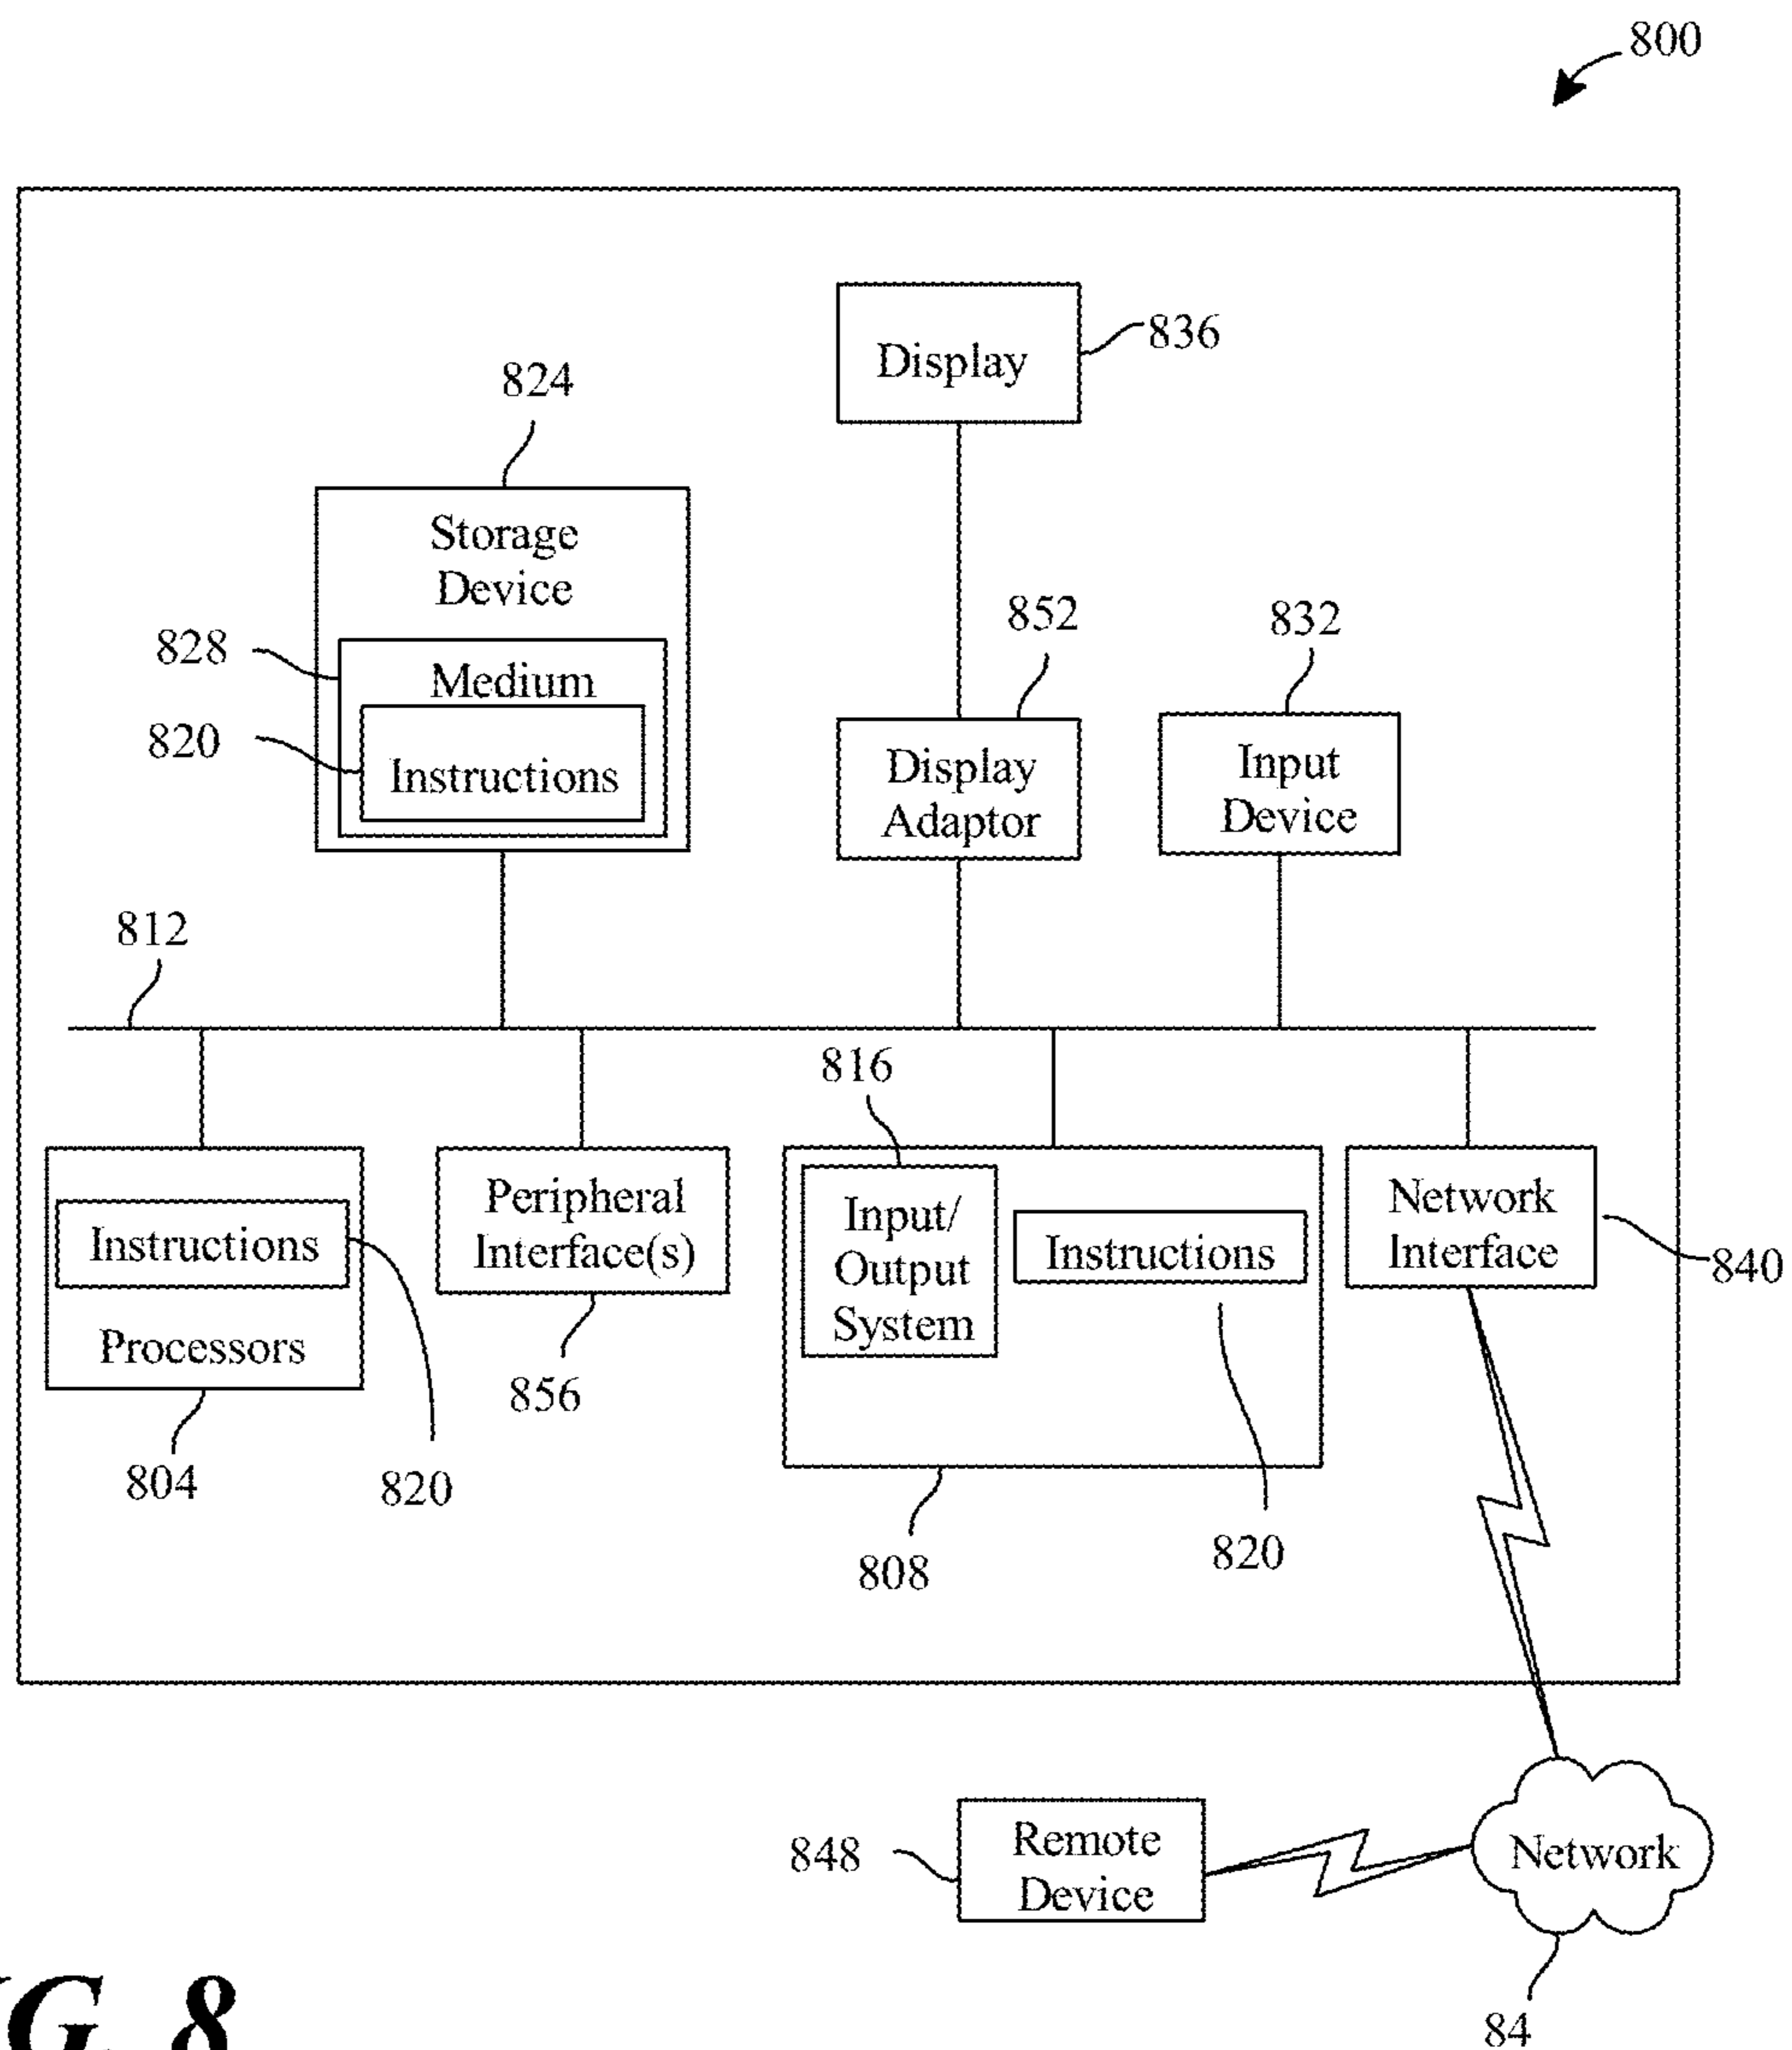 800
Display
836
824
Storage
Device
828
Medium
820
Instructions
852
Display
Adaptor
832
Input
Device
812
816
Instructions
Processors
804
820
Peripheral
Interface(s)
856
Input/
Output
System
Instructions
808
820
Network
Interface
840
848
Remote
Device
Network
84
G. 8